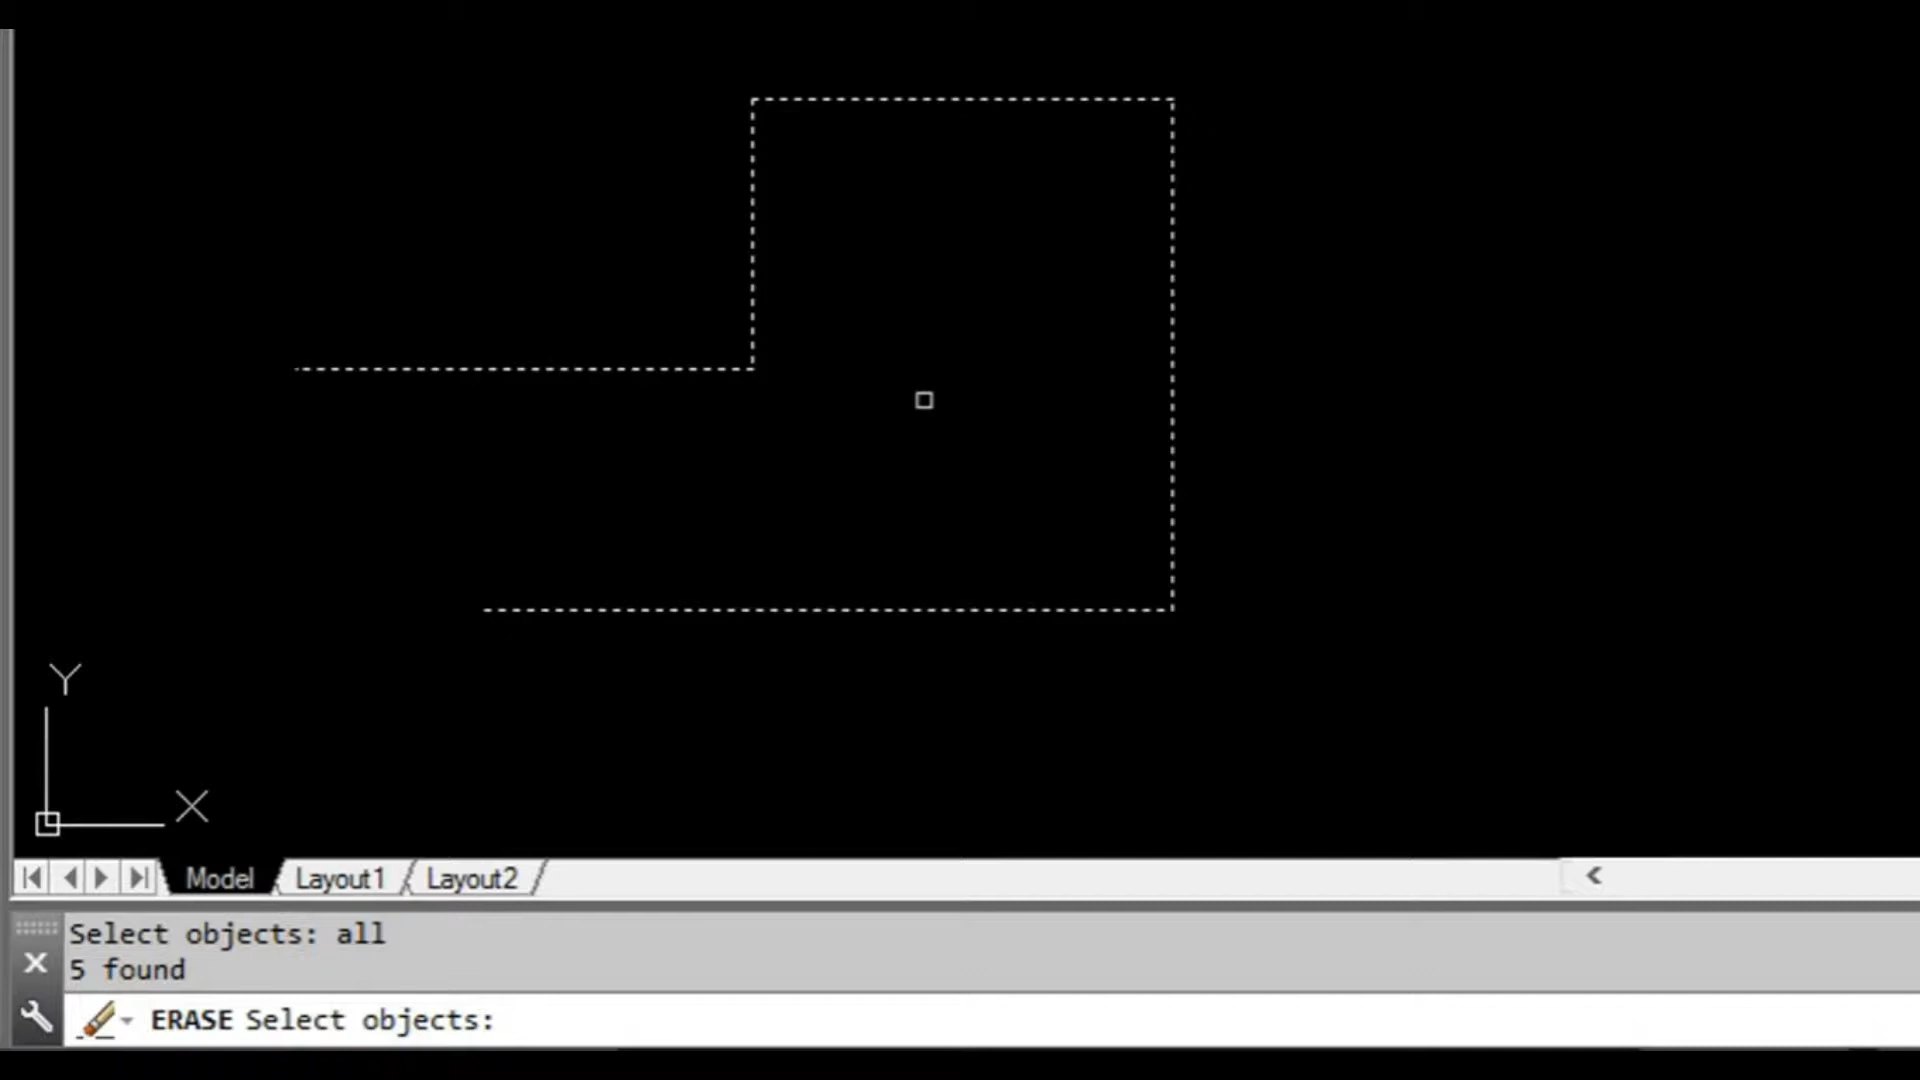 Y
X
Model Layout1 Layout2
Select objects: all
5 found
ERASE Select objects: